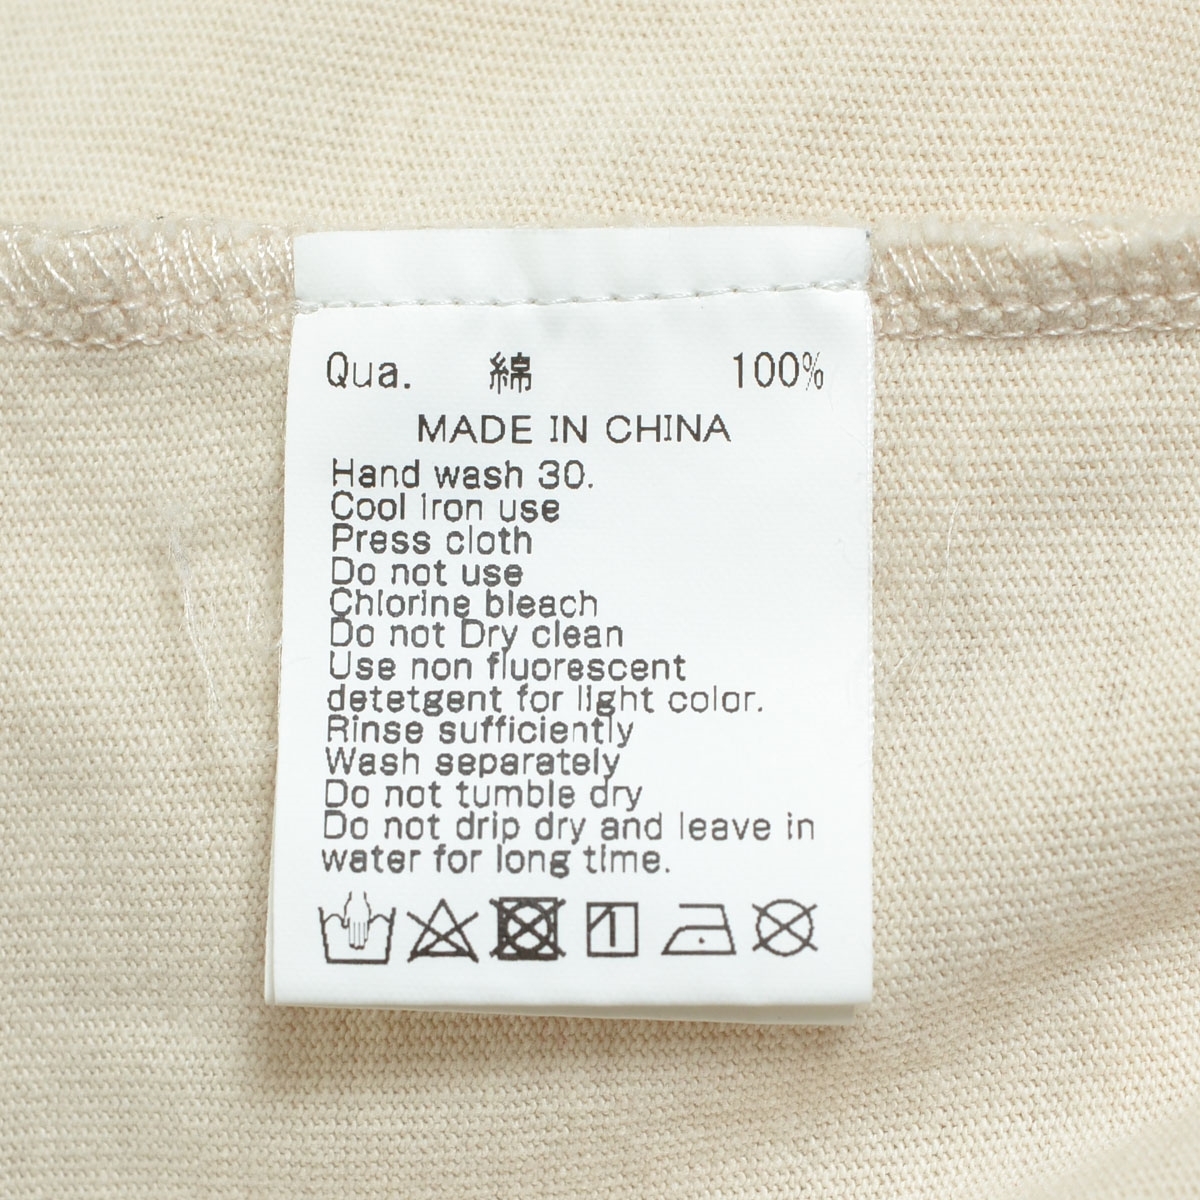 Qua. 綿 100%
MADE IN CHINA
Hand wash 30.
Cool iron use
Press cloth
Do not use
Chlorine bleach
Do not Dry clean
Use non fluorescent
detetgent for light color.
Rinse sufficiently
Wash separately
Do not tumble dry
Do not drip dry and leave in
water for long time.